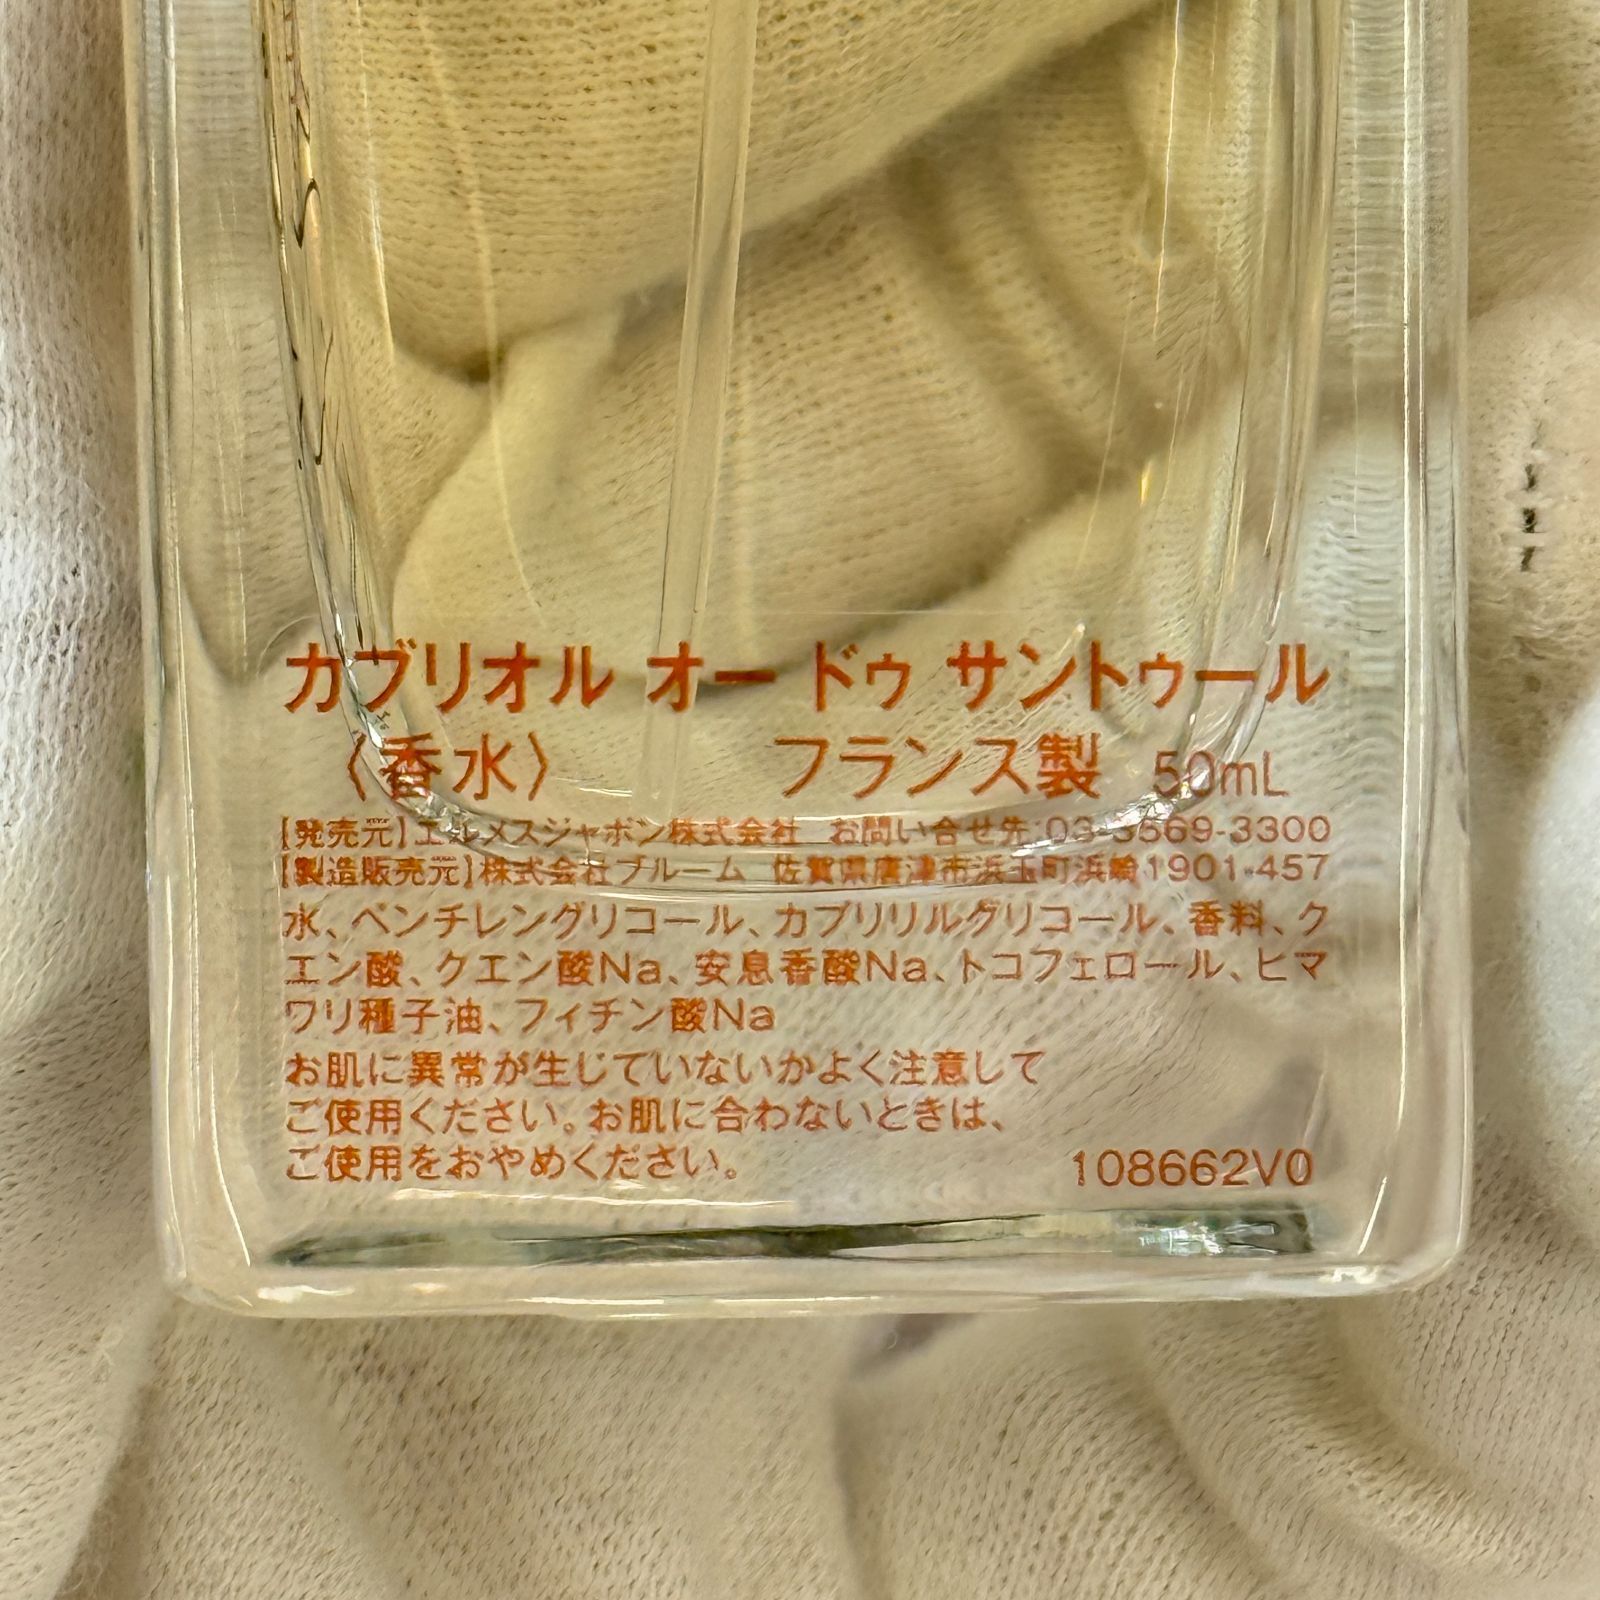 カブリオル オー ドゥ サントゥール
〈香水〉 フランス製 50mL
【発売元】エルメスジャポン株式会社 お問い合せ先:03-3569-3300
【製造販売元】株式会社ブルーム 佐賀県唐津市浜玉町浜崎1901-457
水、ペンチレングリコール、カプリリルグリコール、香料、ク
エン酸、クエン酸Na、安息香酸Na、トコフェロール、ヒマ
ワリ種子油、フィチン酸Na
お肌に異常が生じていないかよく注意して
ご使用ください。お肌に合わないときは、
ご使用をおやめください。
108662V0